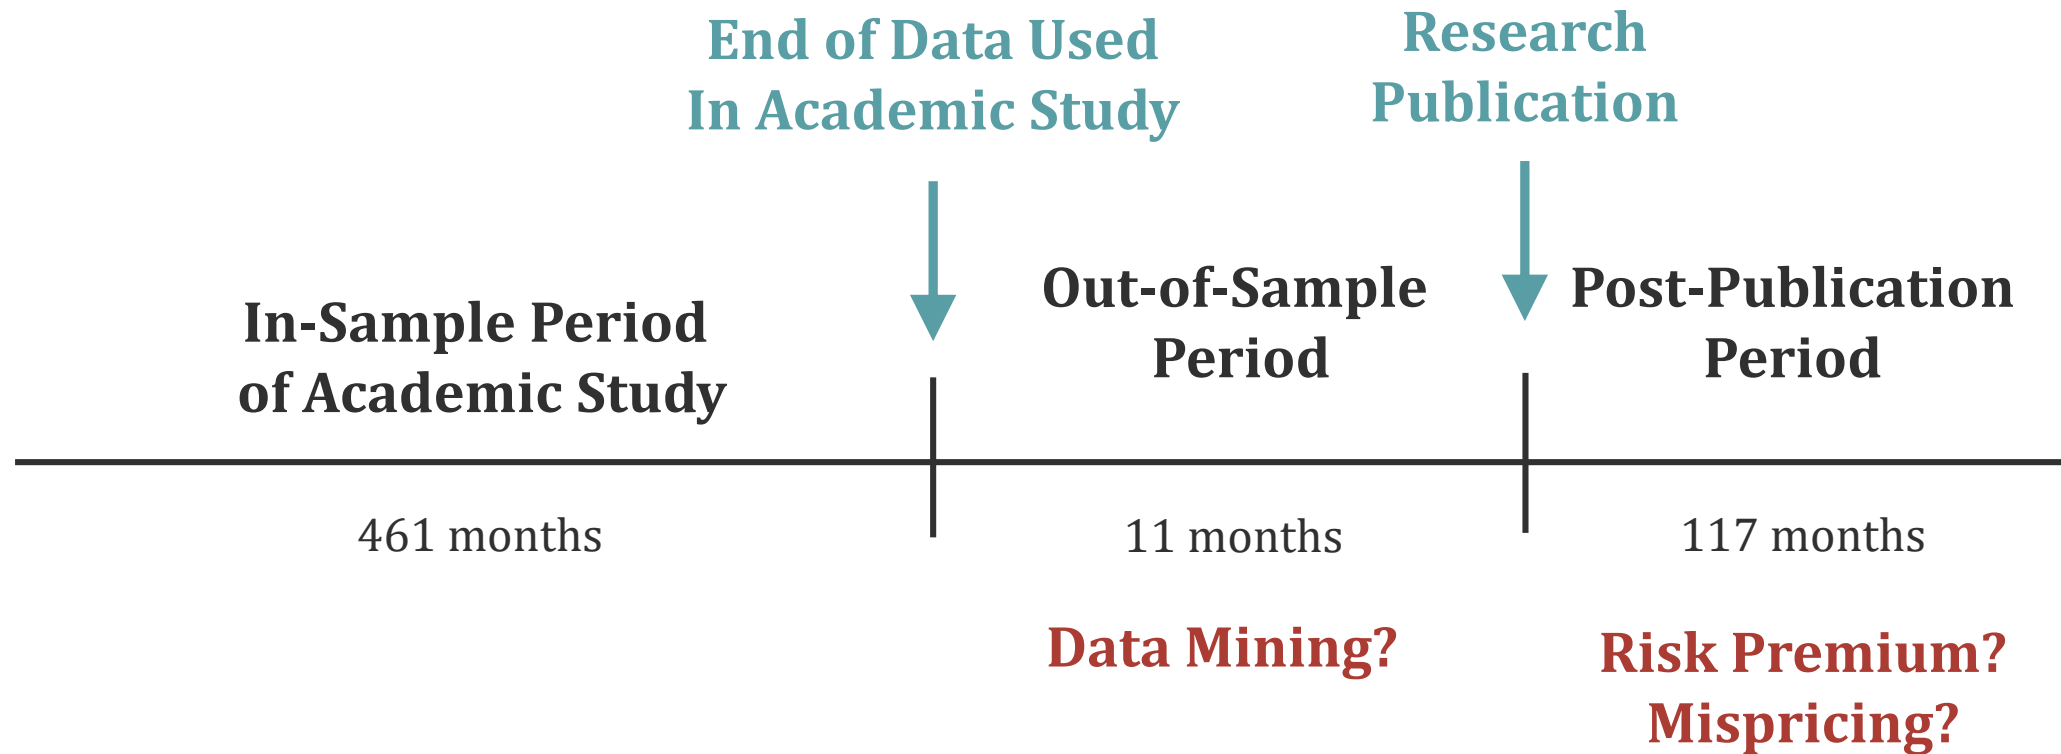 End of Data Used
In Academic Study
Research
Publication
In-Sample Period
of Academic Study
Out-of-Sample
Period
Post-Publication
Period
461 months
11 months
117 months
Data Mining?
Risk Premium?
Mispricing?